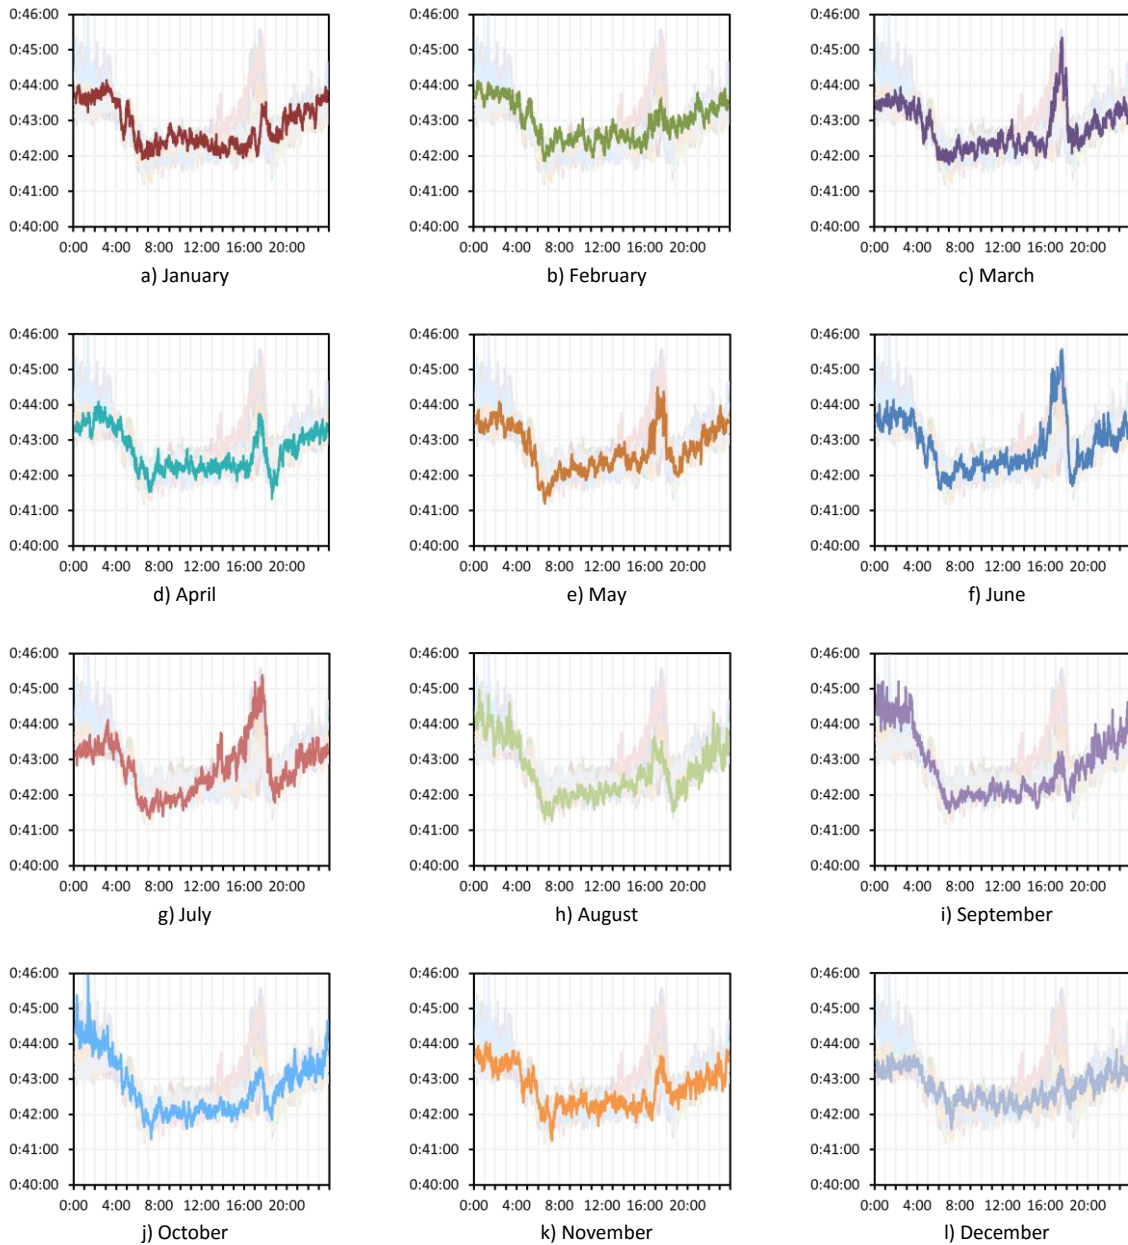 0:46:00 0:46:00 0:46:00
0:45:00 0:45:00 0:45:00
0:44:00 0:44:00 0:44:00
0:43:00 0:43:00 0:43:00
0:42:00 0:42:00 0:42:00
0:41:00 0:41:00 0:41:00
0:40:00 0:40:00 0:40:00
0:00 4:00 8:00 12:00 16:00 20:00 0:00 4:00 8:00 12:00 16:00 20:00 0:00 4:00 8:00 12:00 16:00 20:00
a) January b) February c) March
0:46:00 0:46:00 0:46:00
0:45:00 0:45:00 0:45:00
0:44:00 0:44:00 0:44:00
0:43:00 0:43:00 0:43:00
0:42:00 0:42:00 0:42:00
0:41:00 0:41:00 0:41:00
0:40:00 0:40:00 0:40:00
0:00 4:00 8:00 12:00 16:00 20:00 0:00 4:00 8:00 12:00 16:00 20:00 0:00 4:00 8:00 12:00 16:00 20:00
d) April e) May f) June
0:46:00 0:46:00 0:46:00
0:45:00 0:45:00 0:45:00
0:44:00 0:44:00 0:44:00
0:43:00 0:43:00 0:43:00
0:42:00 0:42:00 0:42:00
0:41:00 0:41:00 0:41:00
0:40:00 0:40:00 0:40:00
0:00 4:00 8:00 12:00 16:00 20:00 0:00 4:00 8:00 12:00 16:00 20:00 0:00 4:00 8:00 12:00 16:00 20:00
g) July h) August i) September
0:46:00 0:46:00 0:46:00
0:45:00 0:45:00 0:45:00
0:44:00 0:44:00 0:44:00
0:43:00 0:43:00 0:43:00
0:42:00 0:42:00 0:42:00
0:41:00 0:41:00 0:41:00
0:40:00 0:40:00 0:40:00
0:00 4:00 8:00 12:00 16:00 20:00 0:00 4:00 8:00 12:00 16:00 20:00 0:00 4:00 8:00 12:00 16:00 20:00
j) October k) November l) December